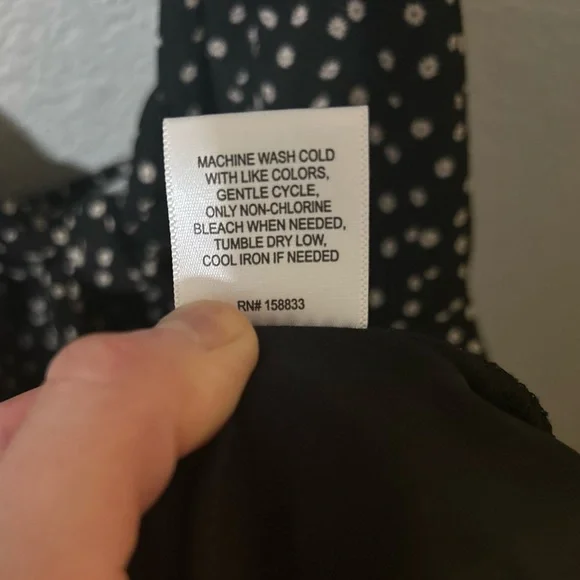 MACHINE WASH COLD
WITH LIKE COLORS,
GENTLE CYCLE,
ONLY NON-CHLORINE
BLEACH WHEN NEEDED,
TUMBLE DRY LOW,
COOL IRON IF NEEDED
RN# 158833